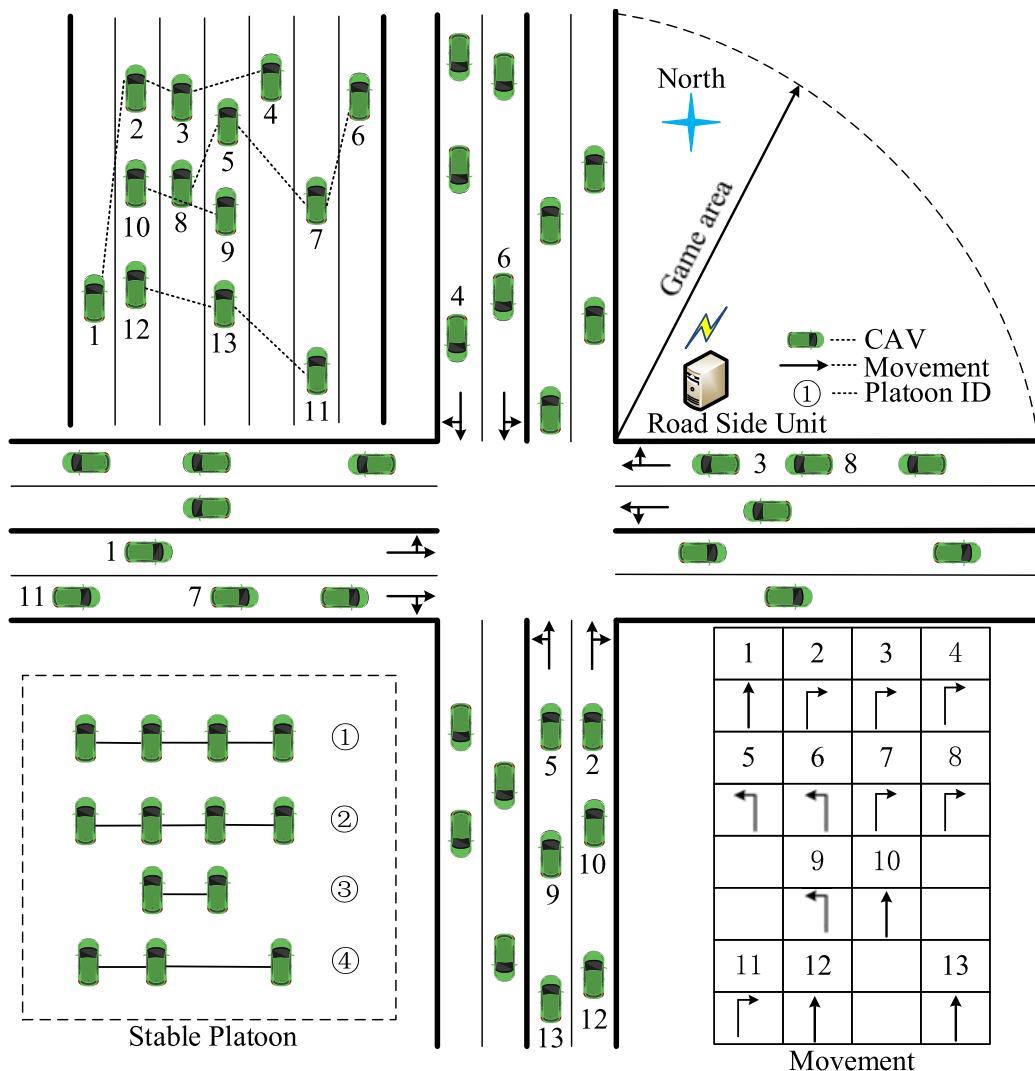 2 3 4
5 6
10 8 9 7
1 12 13
11
4 6
North
Game area
CAV
Movement
① Platoon ID
Road Side Unit
3 8
1
11 7
5 2
9 10
13 12
①
②
③
④
Stable Platoon
1 2 3 4
5 6 7 8
9 10
11 12 13
Movement